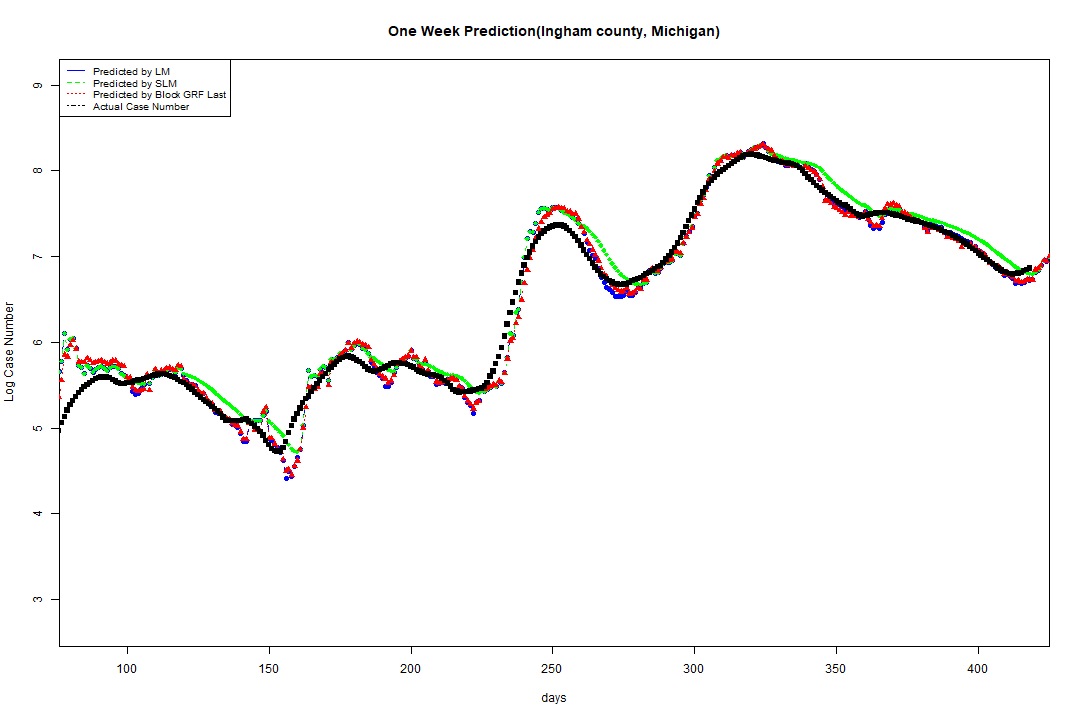 One Week Prediction(Ingham county, Michigan)
Predicted by LM
Predicted by SLM
Predicted by Block GRF Last
Actual Case Number
Log Case Number
9
8
7
6
5
4
3
100 150 200 250 300 350 400
days